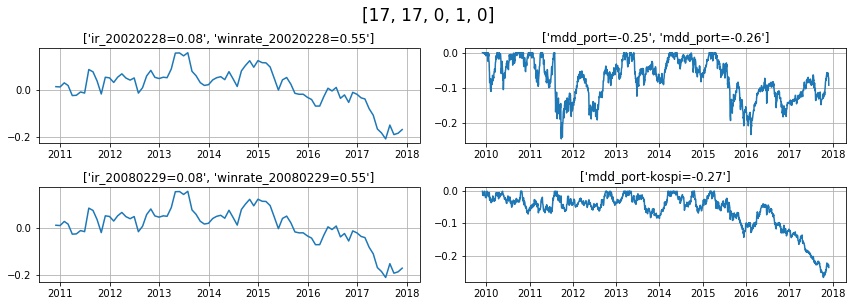 [17, 17, 0, 1, 0]
['ir_20020228=0.08', 'winrate_20020228=0.55']
0.0
−0.2
2011 2012 2013 2014 2015 2016 2017 2018
['mdd_port=-0.25', 'mdd_port=-0.26']
0.0
−0.1
−0.2
2010 2011 2012 2013 2014 2015 2016 2017 2018
['ir_20080229=0.08', 'winrate_20080229=0.55']
0.0
−0.2
2011 2012 2013 2014 2015 2016 2017 2018
['mdd_port-kospi=-0.27']
0.0
−0.1
−0.2
2010 2011 2012 2013 2014 2015 2016 2017 2018